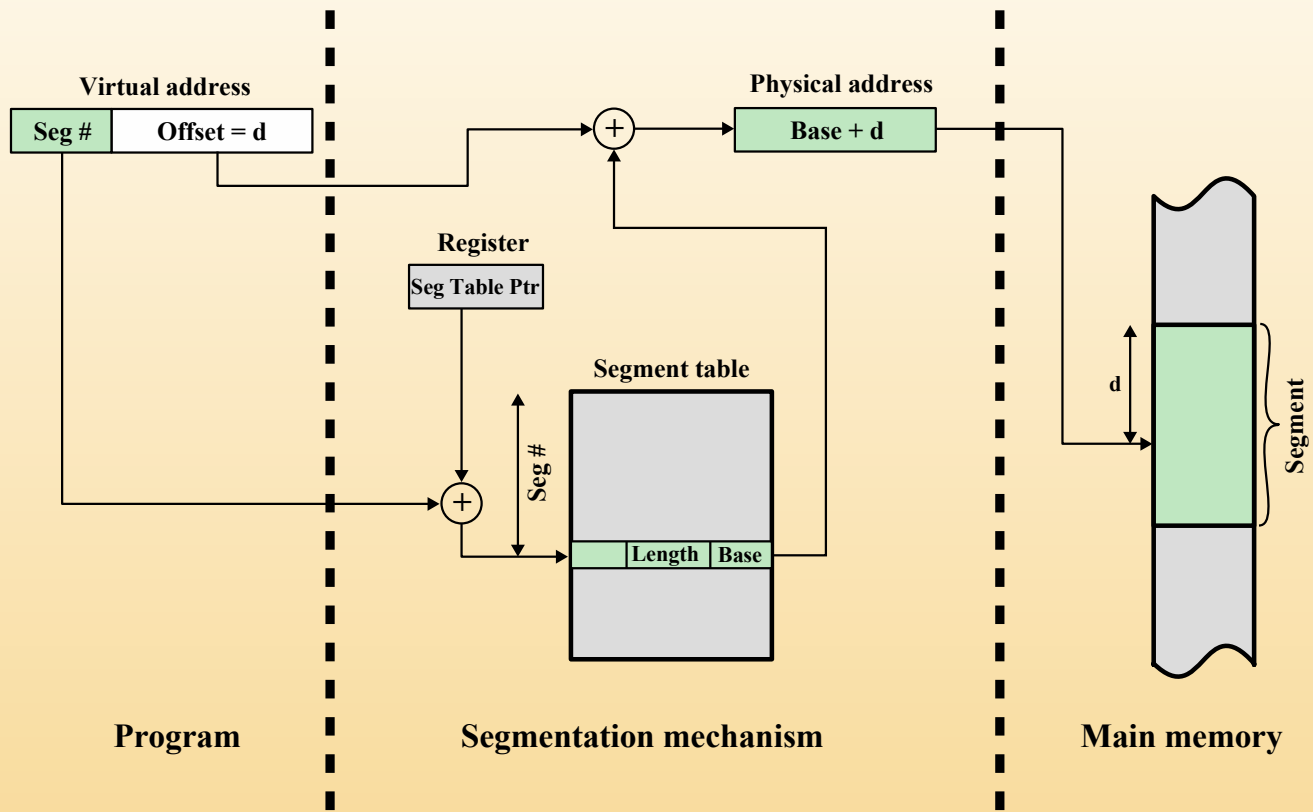 Virtual address
Seg #
Offset = d
Physical address
+
Base + d
Register
Seg Table Ptr
Segment table
Seg #
+
Length
Base
d
Segment
Program
Segmentation mechanism
Main memory